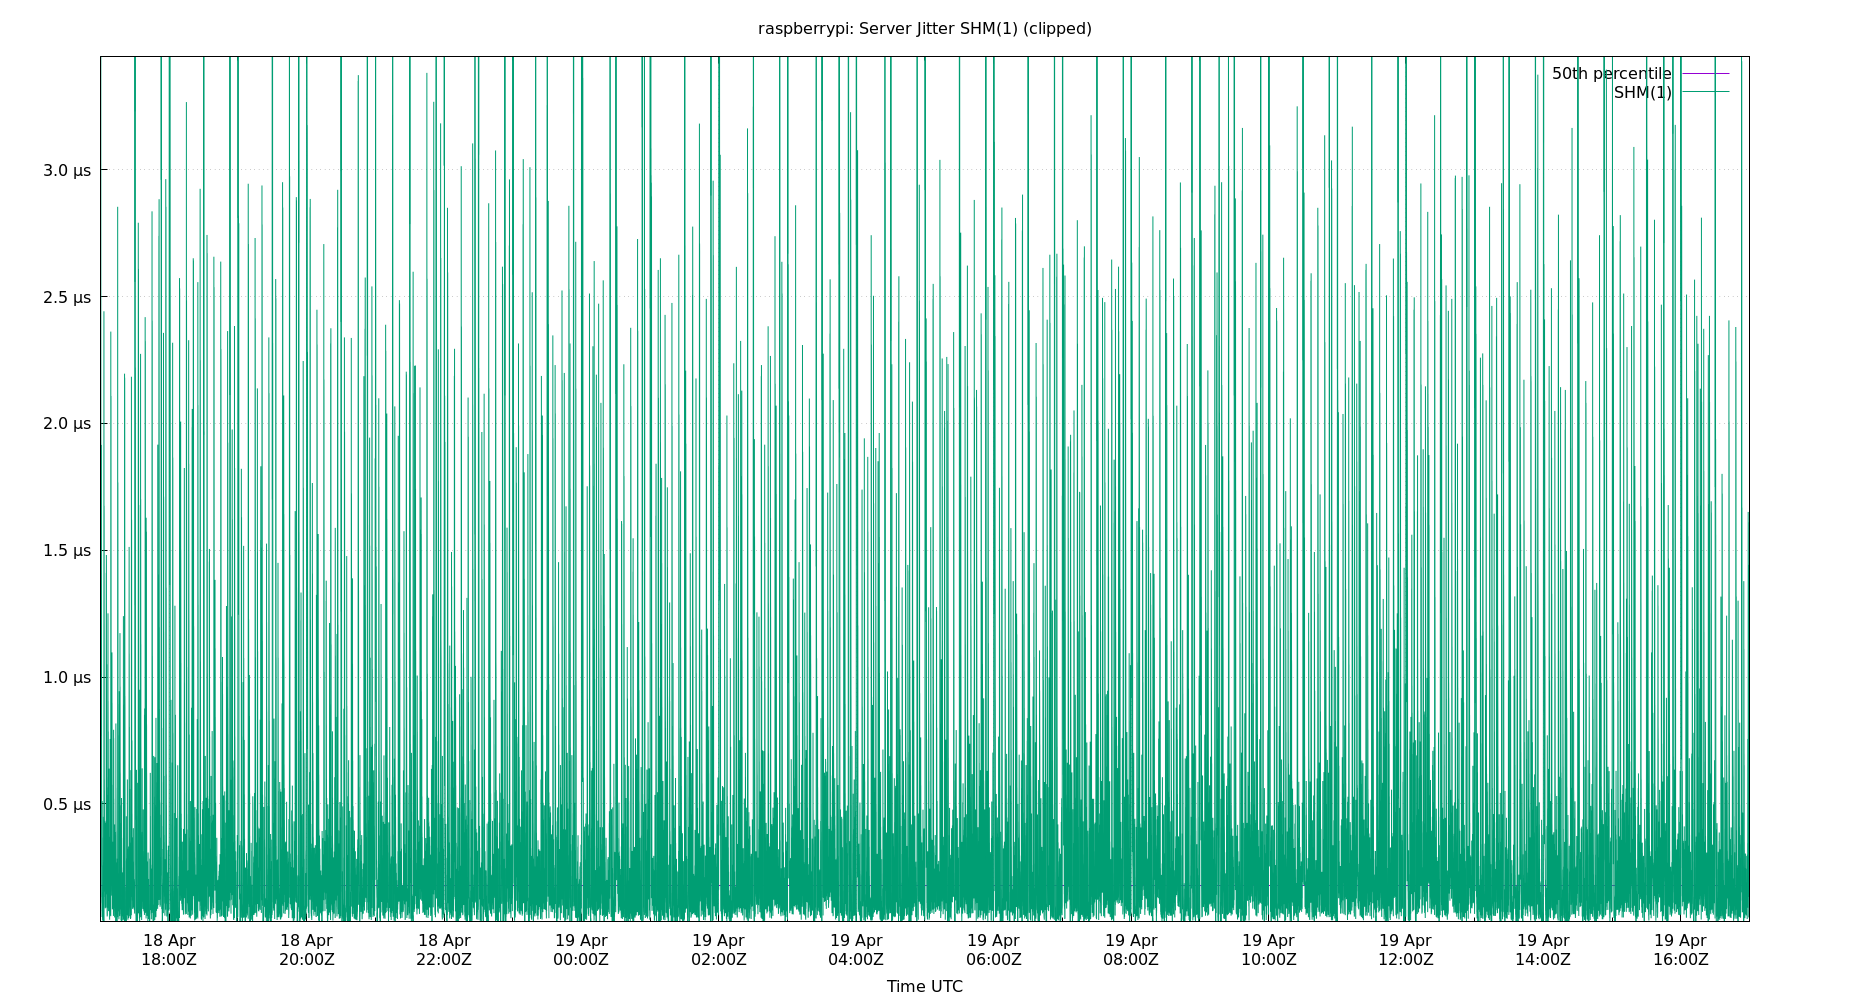 raspberrypi: Server Jitter SHM(1) (clipped)
50th percentile
SHM(1)
3.0 µs
2.5 µs
2.0 µs
1.5 µs
1.0 µs
0.5 µs
18 Apr 18 Apr 18 Apr 19 Apr 19 Apr 19 Apr 19 Apr 19 Apr 19 Apr 19 Apr 19 Apr 19 Apr
18:00Z 20:00Z 22:00Z 00:00Z 02:00Z 04:00Z 06:00Z 08:00Z 10:00Z 12:00Z 14:00Z 16:00Z
Time UTC